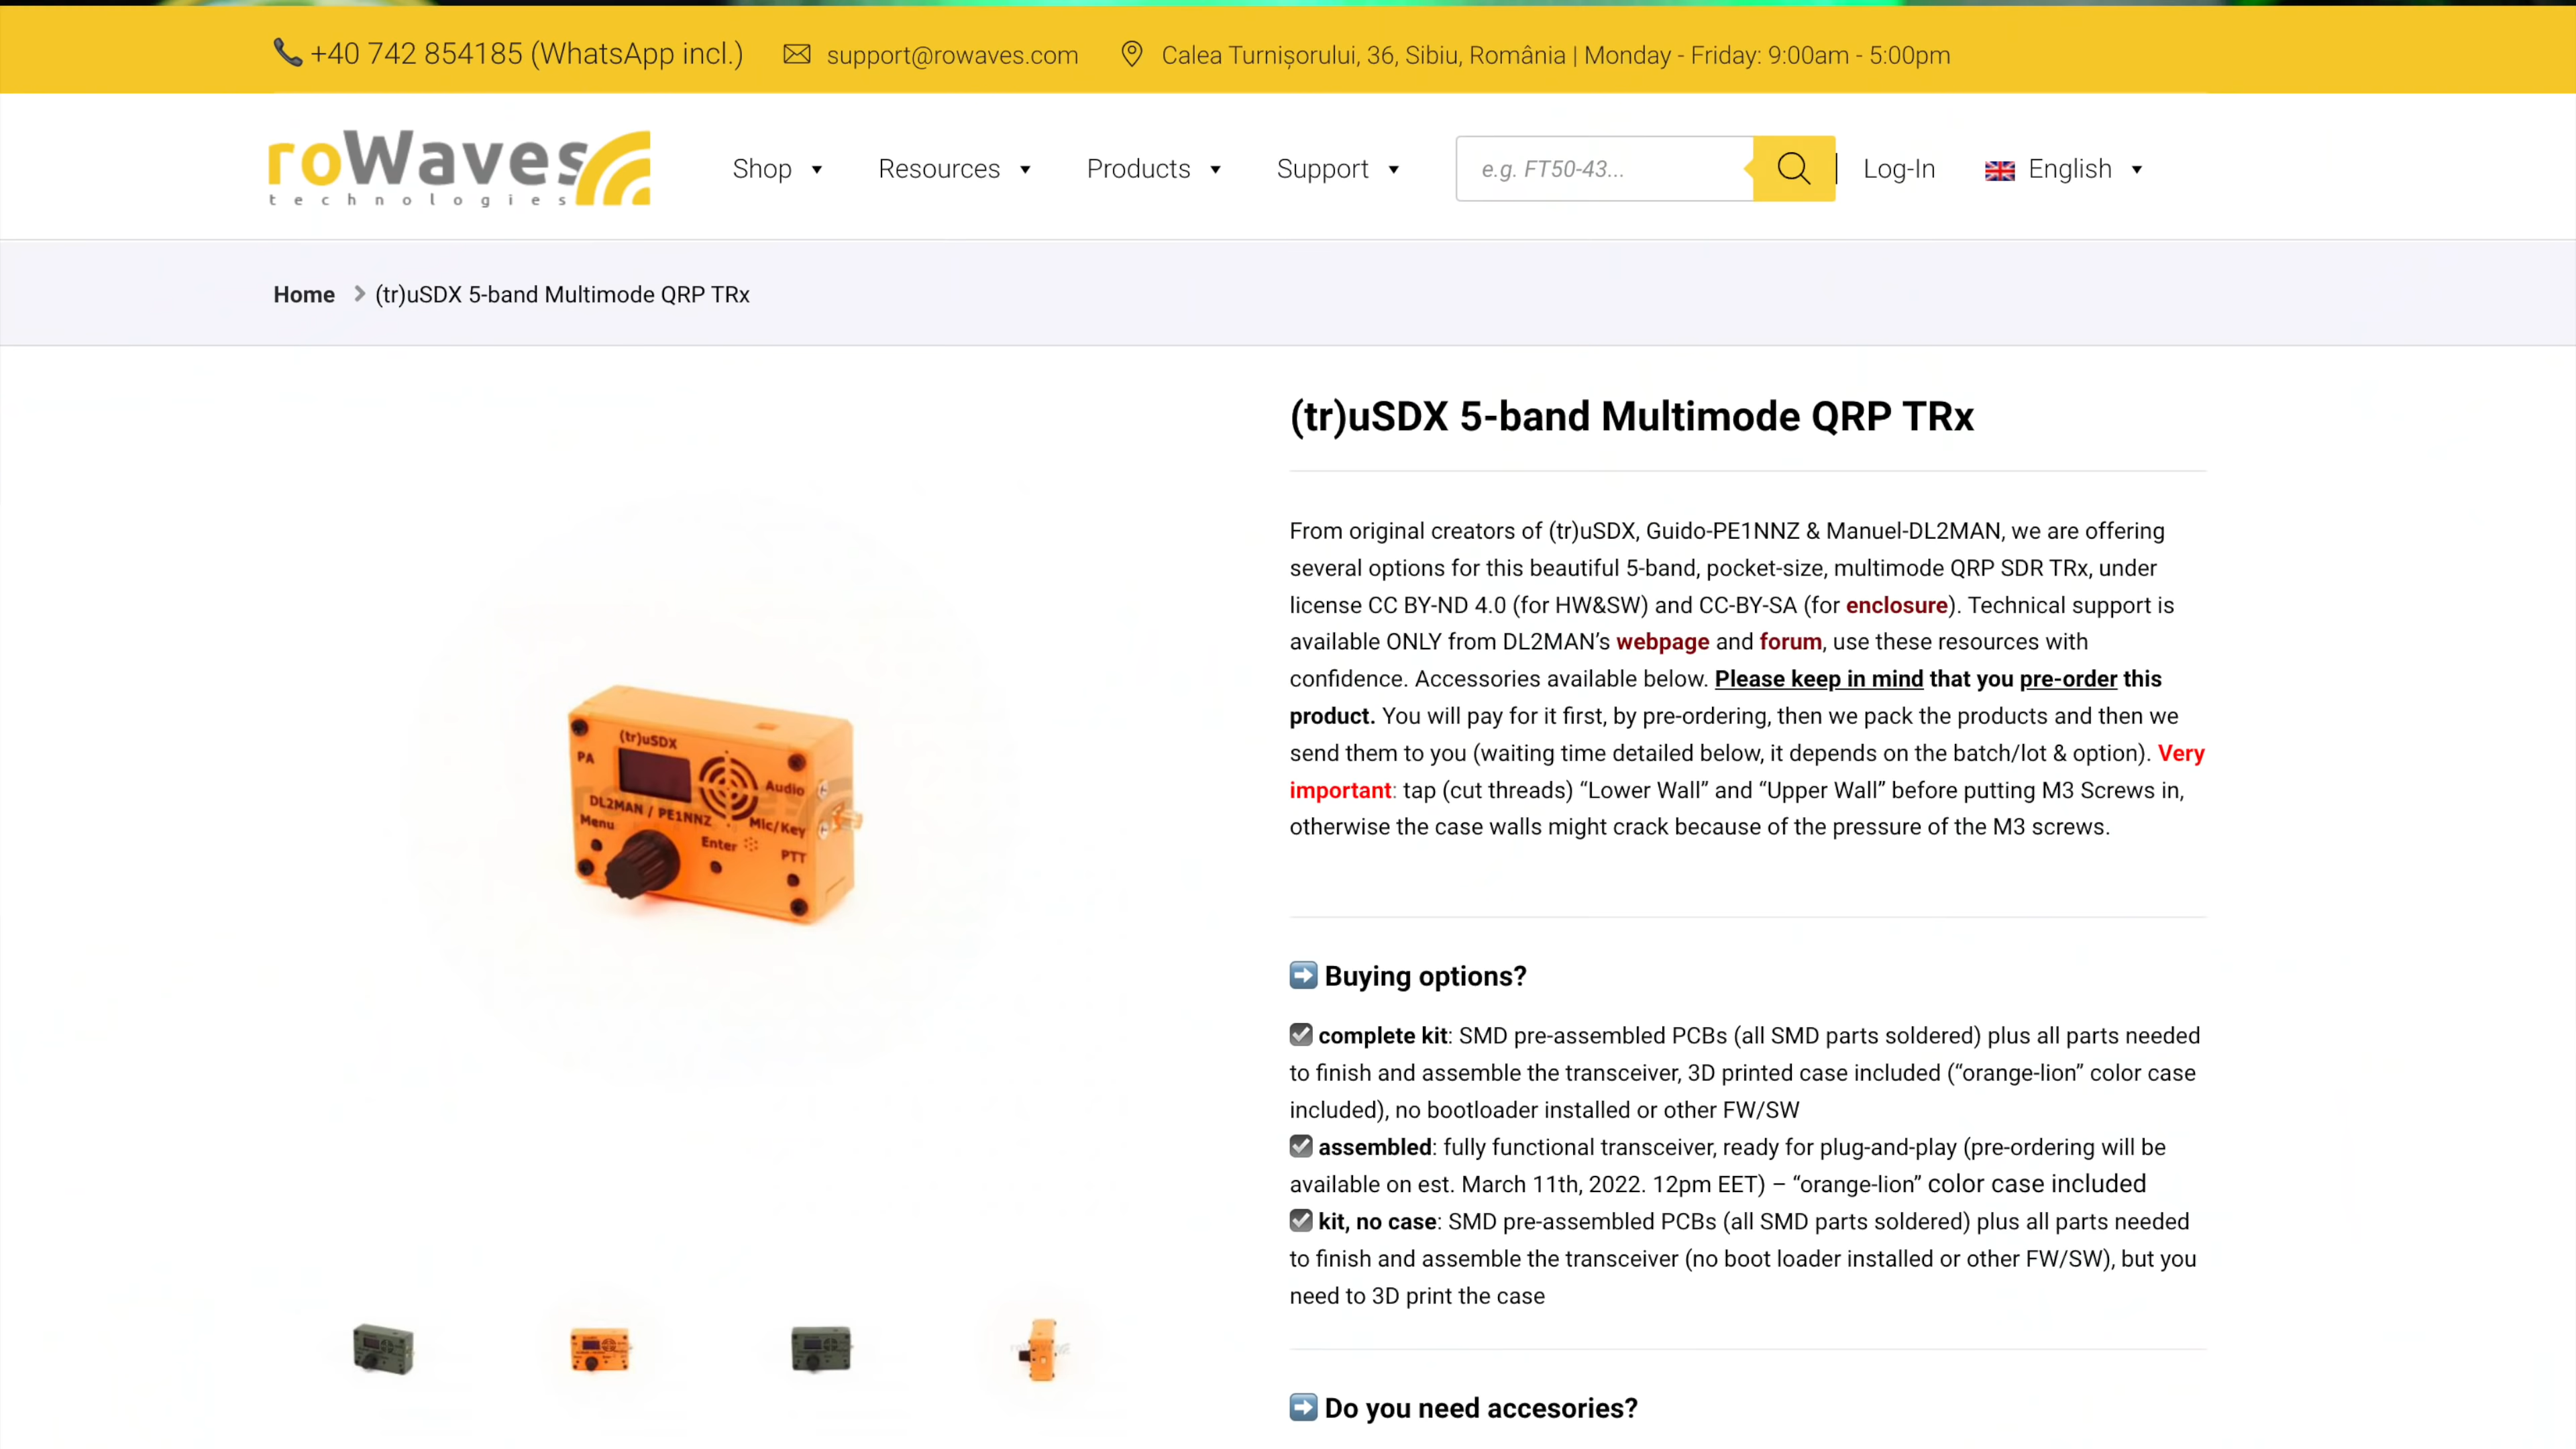 +40 742 854185 (WhatsApp incl.) support@rowaves.com Calea Turnișorului, 36, Sibiu, România | Monday - Friday: 9:00am - 5:00pm
roWaves
technologies
Shop Resources Products Support e.g. FT50-43... Log-In English
Home (tr)uSDX 5-band Multimode QRP TRx
(tr)uSDX 5-band Multimode QRP TRx
From original creators of (tr)uSDX, Guido-PE1NNZ & Manuel-DL2MAN, we are offering
several options for this beautiful 5-band, pocket-size, multimode QRP SDR TRx, under
license CC BY-ND 4.0 (for HW&SW) and CC-BY-SA (for enclosure). Technical support is
available ONLY from DL2MAN’s webpage and forum, use these resources with
confidence. Accessories available below. Please keep in mind that you pre-order this
product. You will pay for it first, by pre-ordering, then we pack the products and then we
send them to you (waiting time detailed below, it depends on the batch/lot & option). Very
important: tap (cut threads) “Lower Wall” and “Upper Wall” before putting M3 Screws in,
otherwise the case walls might crack because of the pressure of the M3 screws.
(tr)uSDX
PA
Audio
DL2MAN / PE1NNZ
Menu
Mic/Key
Enter
PTT
Buying options?
complete kit: SMD pre-assembled PCBs (all SMD parts soldered) plus all parts needed
to finish and assemble the transceiver, 3D printed case included (“orange-lion” color case
included), no bootloader installed or other FW/SW
assembled: fully functional transceiver, ready for plug-and-play (pre-ordering will be
available on est. March 11th, 2022. 12pm EET) – “orange-lion” color case included
kit, no case: SMD pre-assembled PCBs (all SMD parts soldered) plus all parts needed
to finish and assemble the transceiver (no boot loader installed or other FW/SW), but you
need to 3D print the case
Do you need accesories?